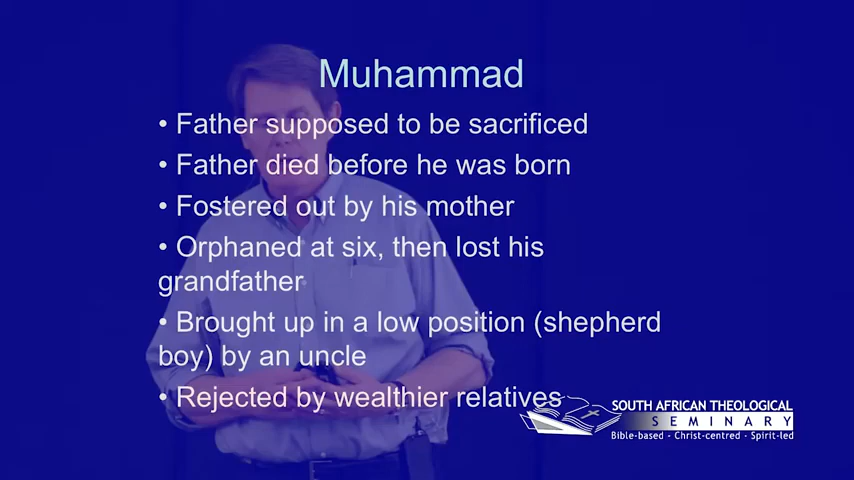 Muhammad
• Father supposed to be sacrificed
• Father died before he was born
• Fostered out by his mother
• Orphaned at six, then lost his
grandfather
• Brought up in a low position (shepherd
boy) by an uncle
• Rejected by wealthier relatives
SOUTH AFRICAN THEOLOGICAL
SEMINARY
Bible-based - Christ-centred - Spirit-led